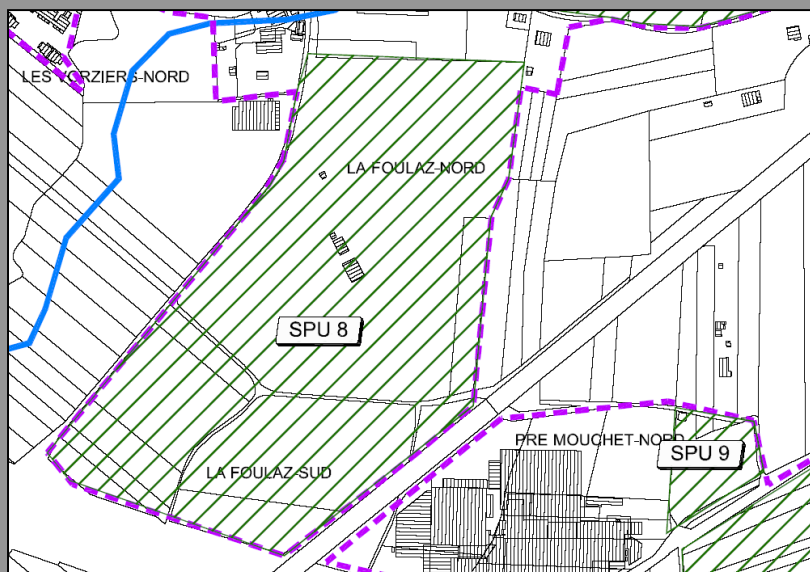 LES VORZIERS-NORD
LA FOULAZ-NORD
SPU 8
PRE MOUCHET-NORD
SPU 9
LA FOULAZ-SUD